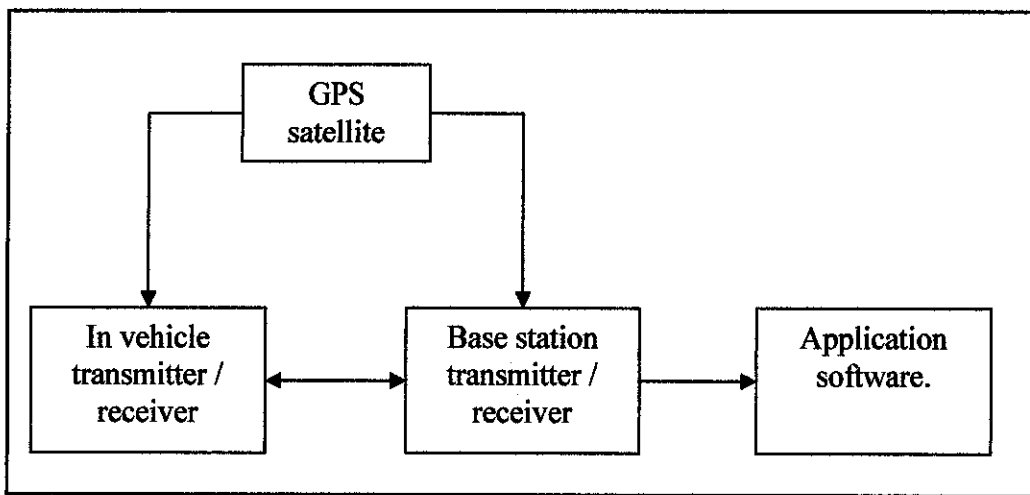 GPS
satellite
In vehicle
transmitter /
receiver
Base station
transmitter /
receiver
Application
software.